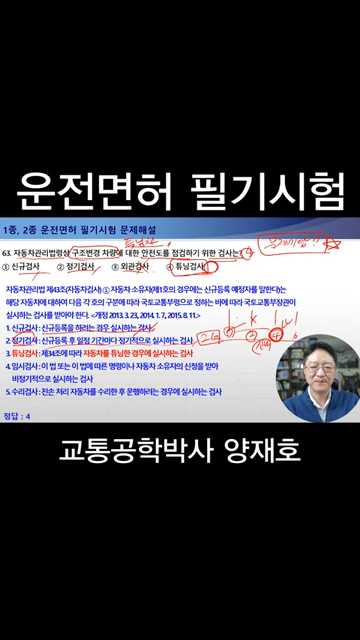 운전면허 필기시험
1종, 2종 운전면허 필기시험 문제해설
튜닝차
63. 자동차관리법령상 구조변경 차량에 대한 안전도를 점검하기 위한 검사는?
① 신규검사 ② 정기검사 ③ 외관검사 ④ 튜닝검사
자동차관리법 제43조(자동차검사) ① 자동차 소유자(제1호의 경우에는 신규등록 예정자를 말한다)는
해당 자동차에 대하여 다음 각 호의 구분에 따라 국토교통부령으로 정하는 바에 따라 국토교통부장관이
실시하는 검사를 받아야 한다. <개정 2013. 3. 23., 2014. 1. 7., 2015. 8. 11.>
1. 신규검사 : 신규등록을 하려는 경우 실시하는 검사
2. 정기검사 : 신규등록 후 일정 기간마다 정기적으로 실시하는 검사
3. 튜닝검사 : 제34조에 따라 자동차를 튜닝한 경우에 실시하는 검사
4. 임시검사 : 이 법 또는 이 법에 따른 명령이나 자동차 소유자의 신청을 받아
비정기적으로 실시하는 검사
5. 수리검사 : 전손 처리 자동차를 수리한 후 운행하려는 경우에 실시하는 검사
정답 : 4
교통공학박사 양재호